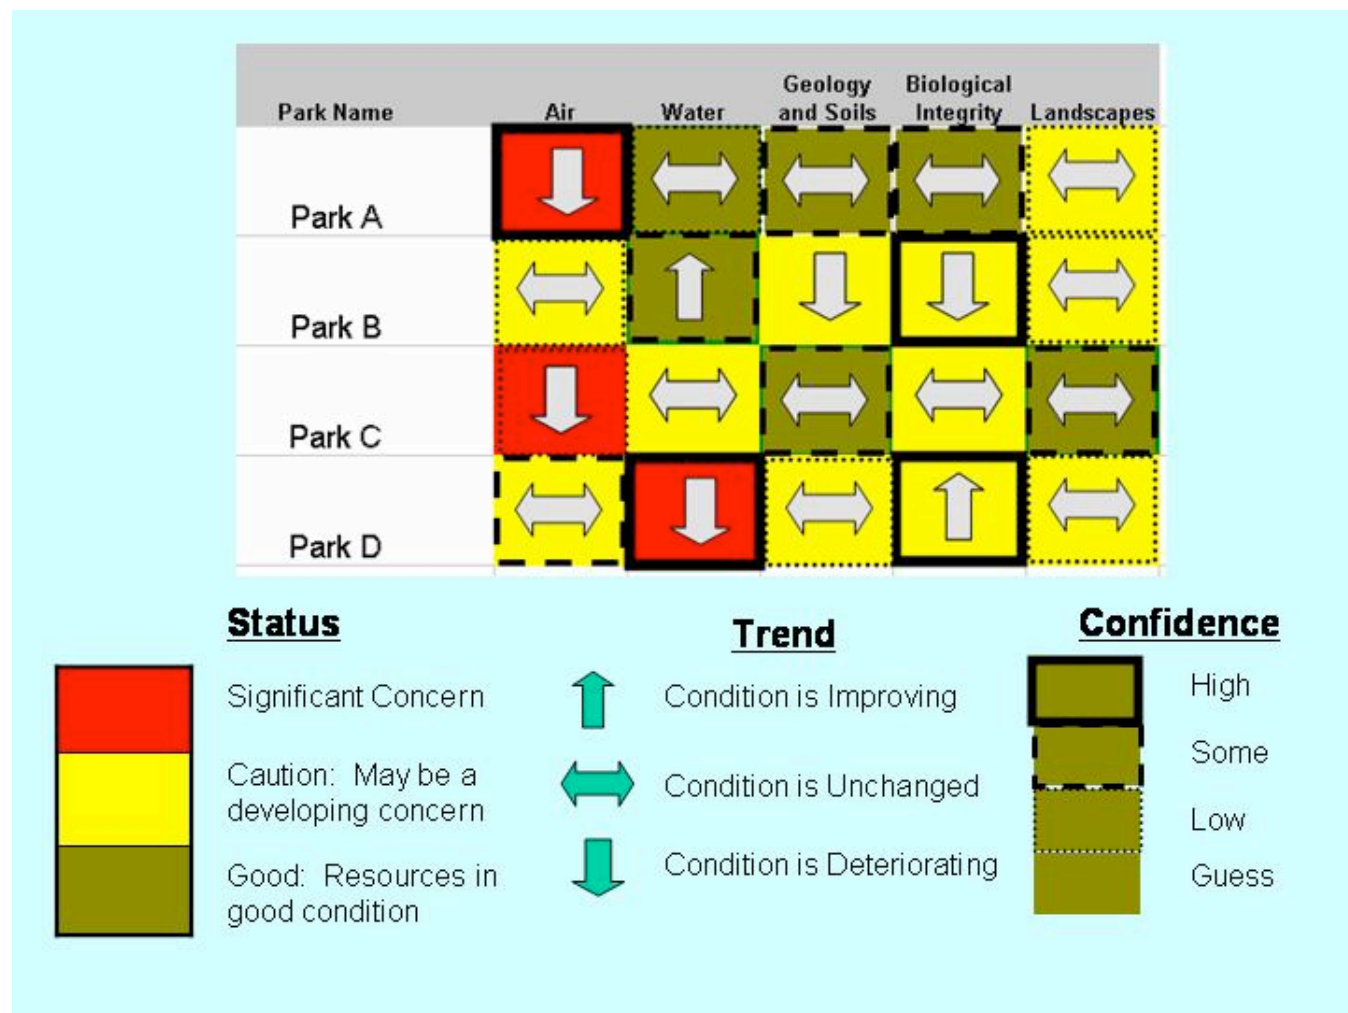 Park Name
Air
Water
Geology
and Soils
Biological
Integrity
Landscapes
Park A
Park B
Park C
Park D
Status
Significant Concern
Caution: May be a
developing concern
Good: Resources in
good condition
Trend
Condition is Improving
Condition is Unchanged
Condition is Deteriorating
Confidence
High
Some
Low
Guess